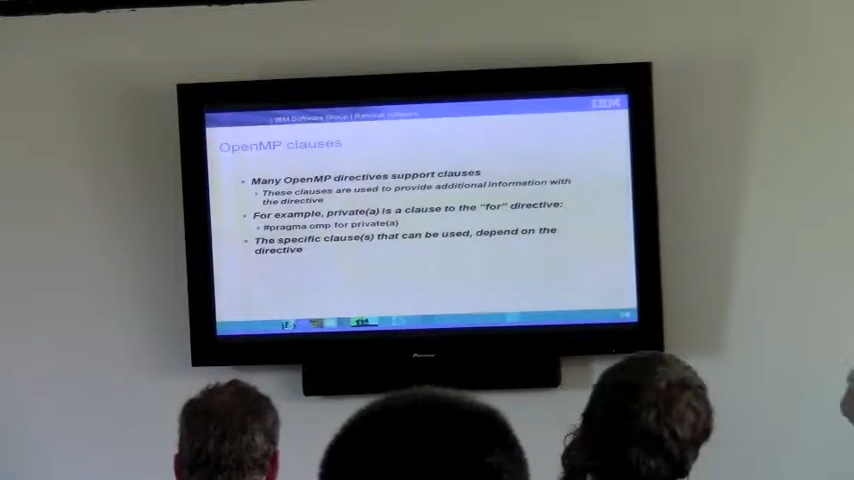 | IBM Software Group | Rational software
IBM
OpenMP clauses
Many OpenMP directives support clauses
These clauses are used to provide additional information with
the directive
For example, private(a) is a clause to the "for" directive:
#pragma omp for private(a)
The specific clause(s) that can be used, depend on the
directive